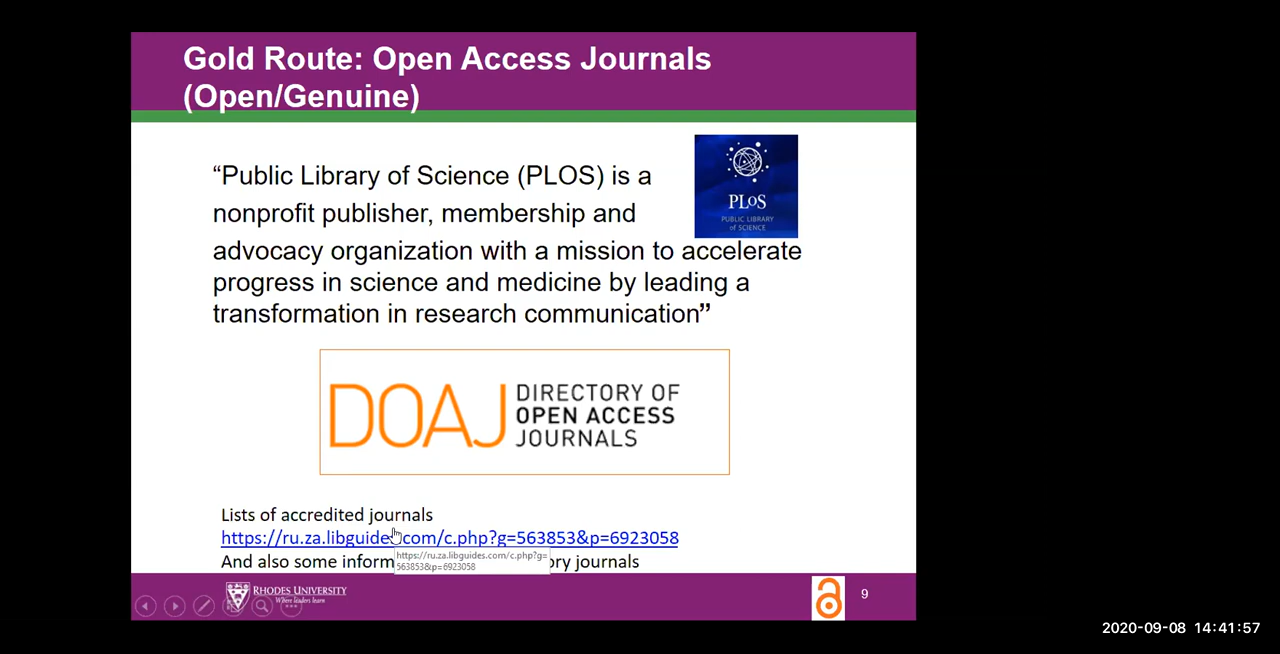 Gold Route: Open Access Journals
(Open/Genuine)
“Public Library of Science (PLOS) is a
nonprofit publisher, membership and
advocacy organization with a mission to accelerate
progress in science and medicine by leading a
transformation in research communication”
PLoS
PUBLIC LIBRARY
of SCIENCE
DOAJ
DIRECTORY OF
OPEN ACCESS
JOURNALS
Lists of accredited journals
https://ru.za.libguides.com/c.php?g=563853&p=6923058
And also some inform ory journals
https://ru.za.libguides.com/c.php?g=
563853&p=6923058
RHODES UNIVERSITY
Where leaders learn
9
2020-09-08 14:41:57